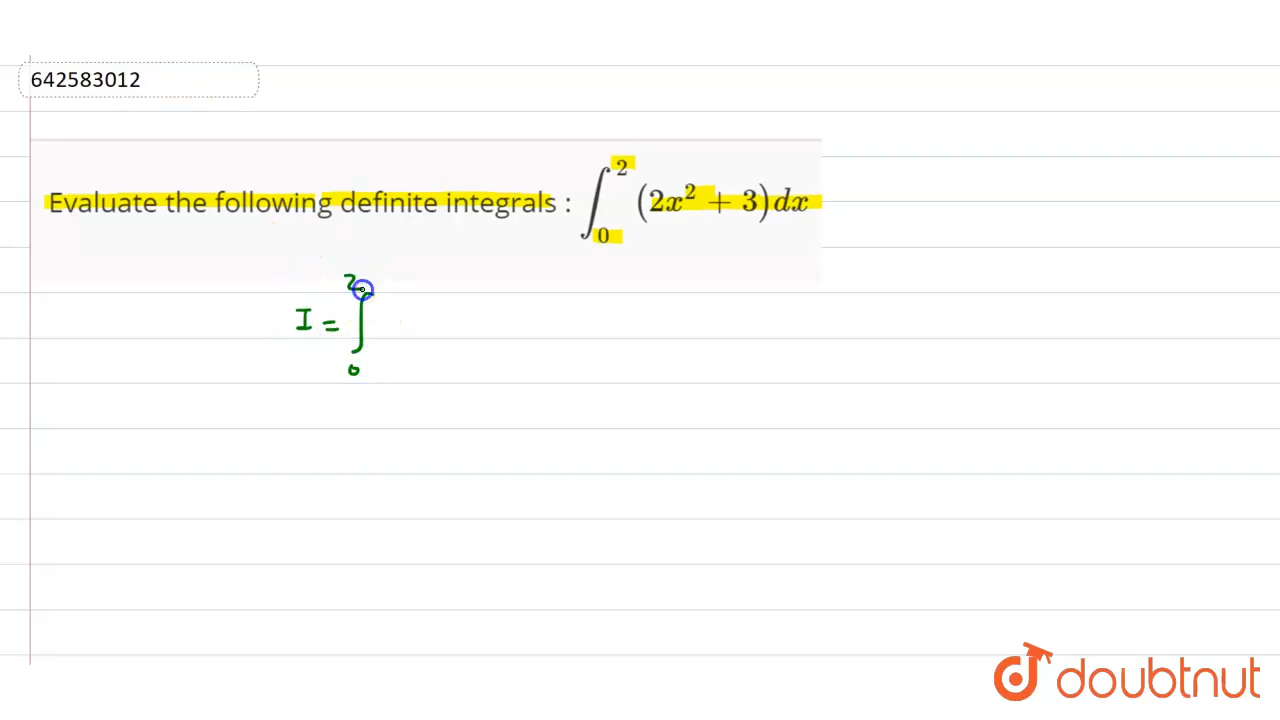 642583012
Evaluate the following definite integrals : ∫₀² (2x² + 3)dx
I = ∫₀²
doubtnut